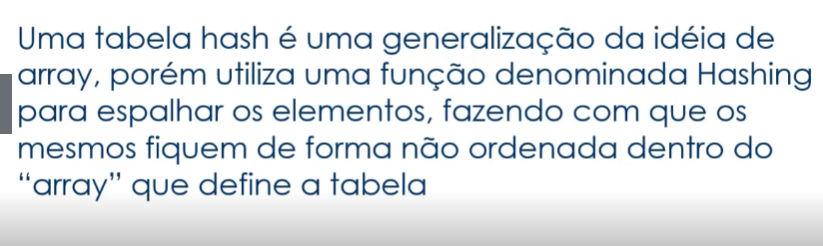 Uma tabela hash é uma generalização da idéia de
array, porém utiliza uma função denominada Hashing
para espalhar os elementos, fazendo com que os
mesmos fiquem de forma não ordenada dentro do
“array” que define a tabela